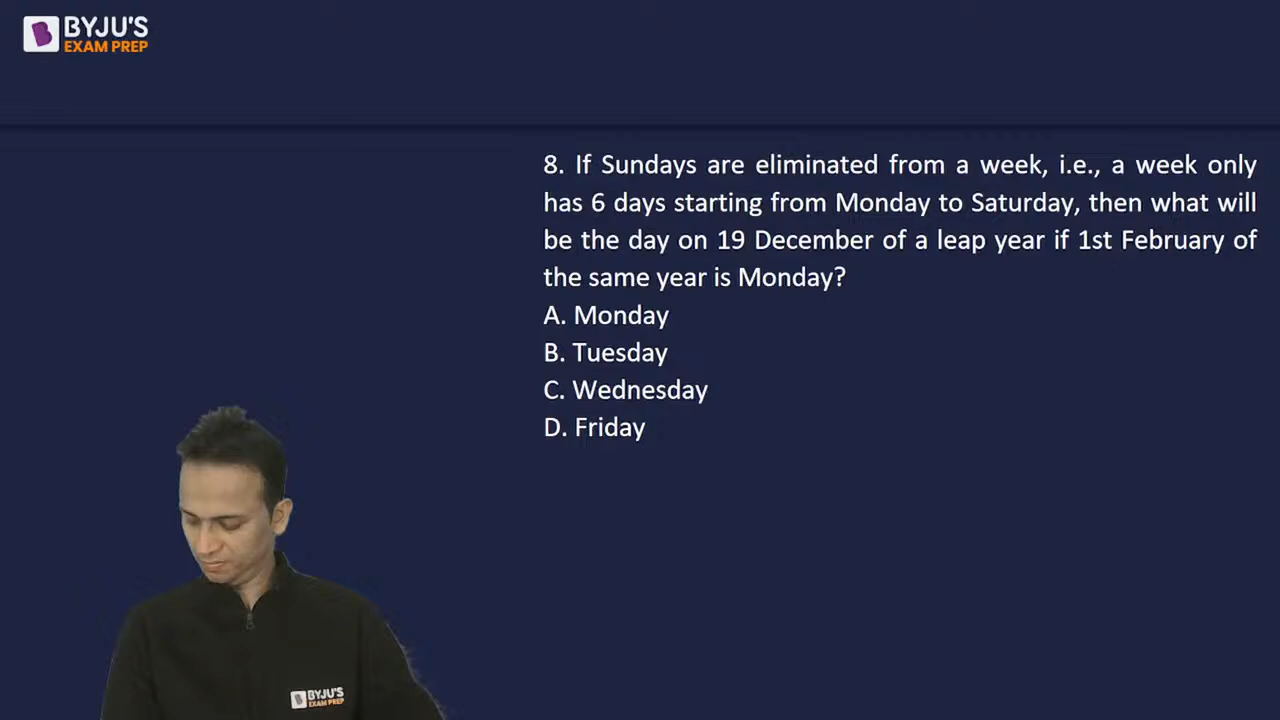 BYJU'S
EXAM PREP
8. If Sundays are eliminated from a week, i.e., a week only
has 6 days starting from Monday to Saturday, then what will
be the day on 19 December of a leap year if 1st February of
the same year is Monday?
A. Monday
B. Tuesday
C. Wednesday
D. Friday
BYJU'S
EXAM PREP